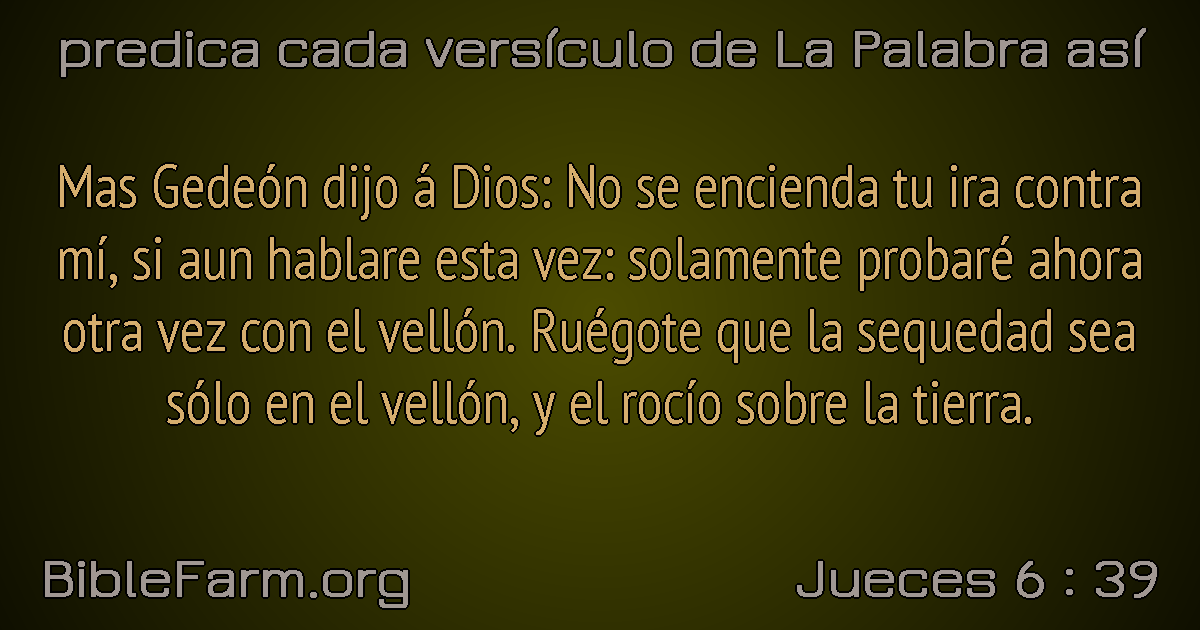 predica cada versículo de La Palabra así
Mas Gedeón dijo á Dios: No se encienda tu ira contra
mí, si aun hablare esta vez: solamente probaré ahora
otra vez con el vellón. Ruégote que la sequedad sea
sólo en el vellón, y el rocío sobre la tierra.
BibleFarm.org
Jueces 6 : 39